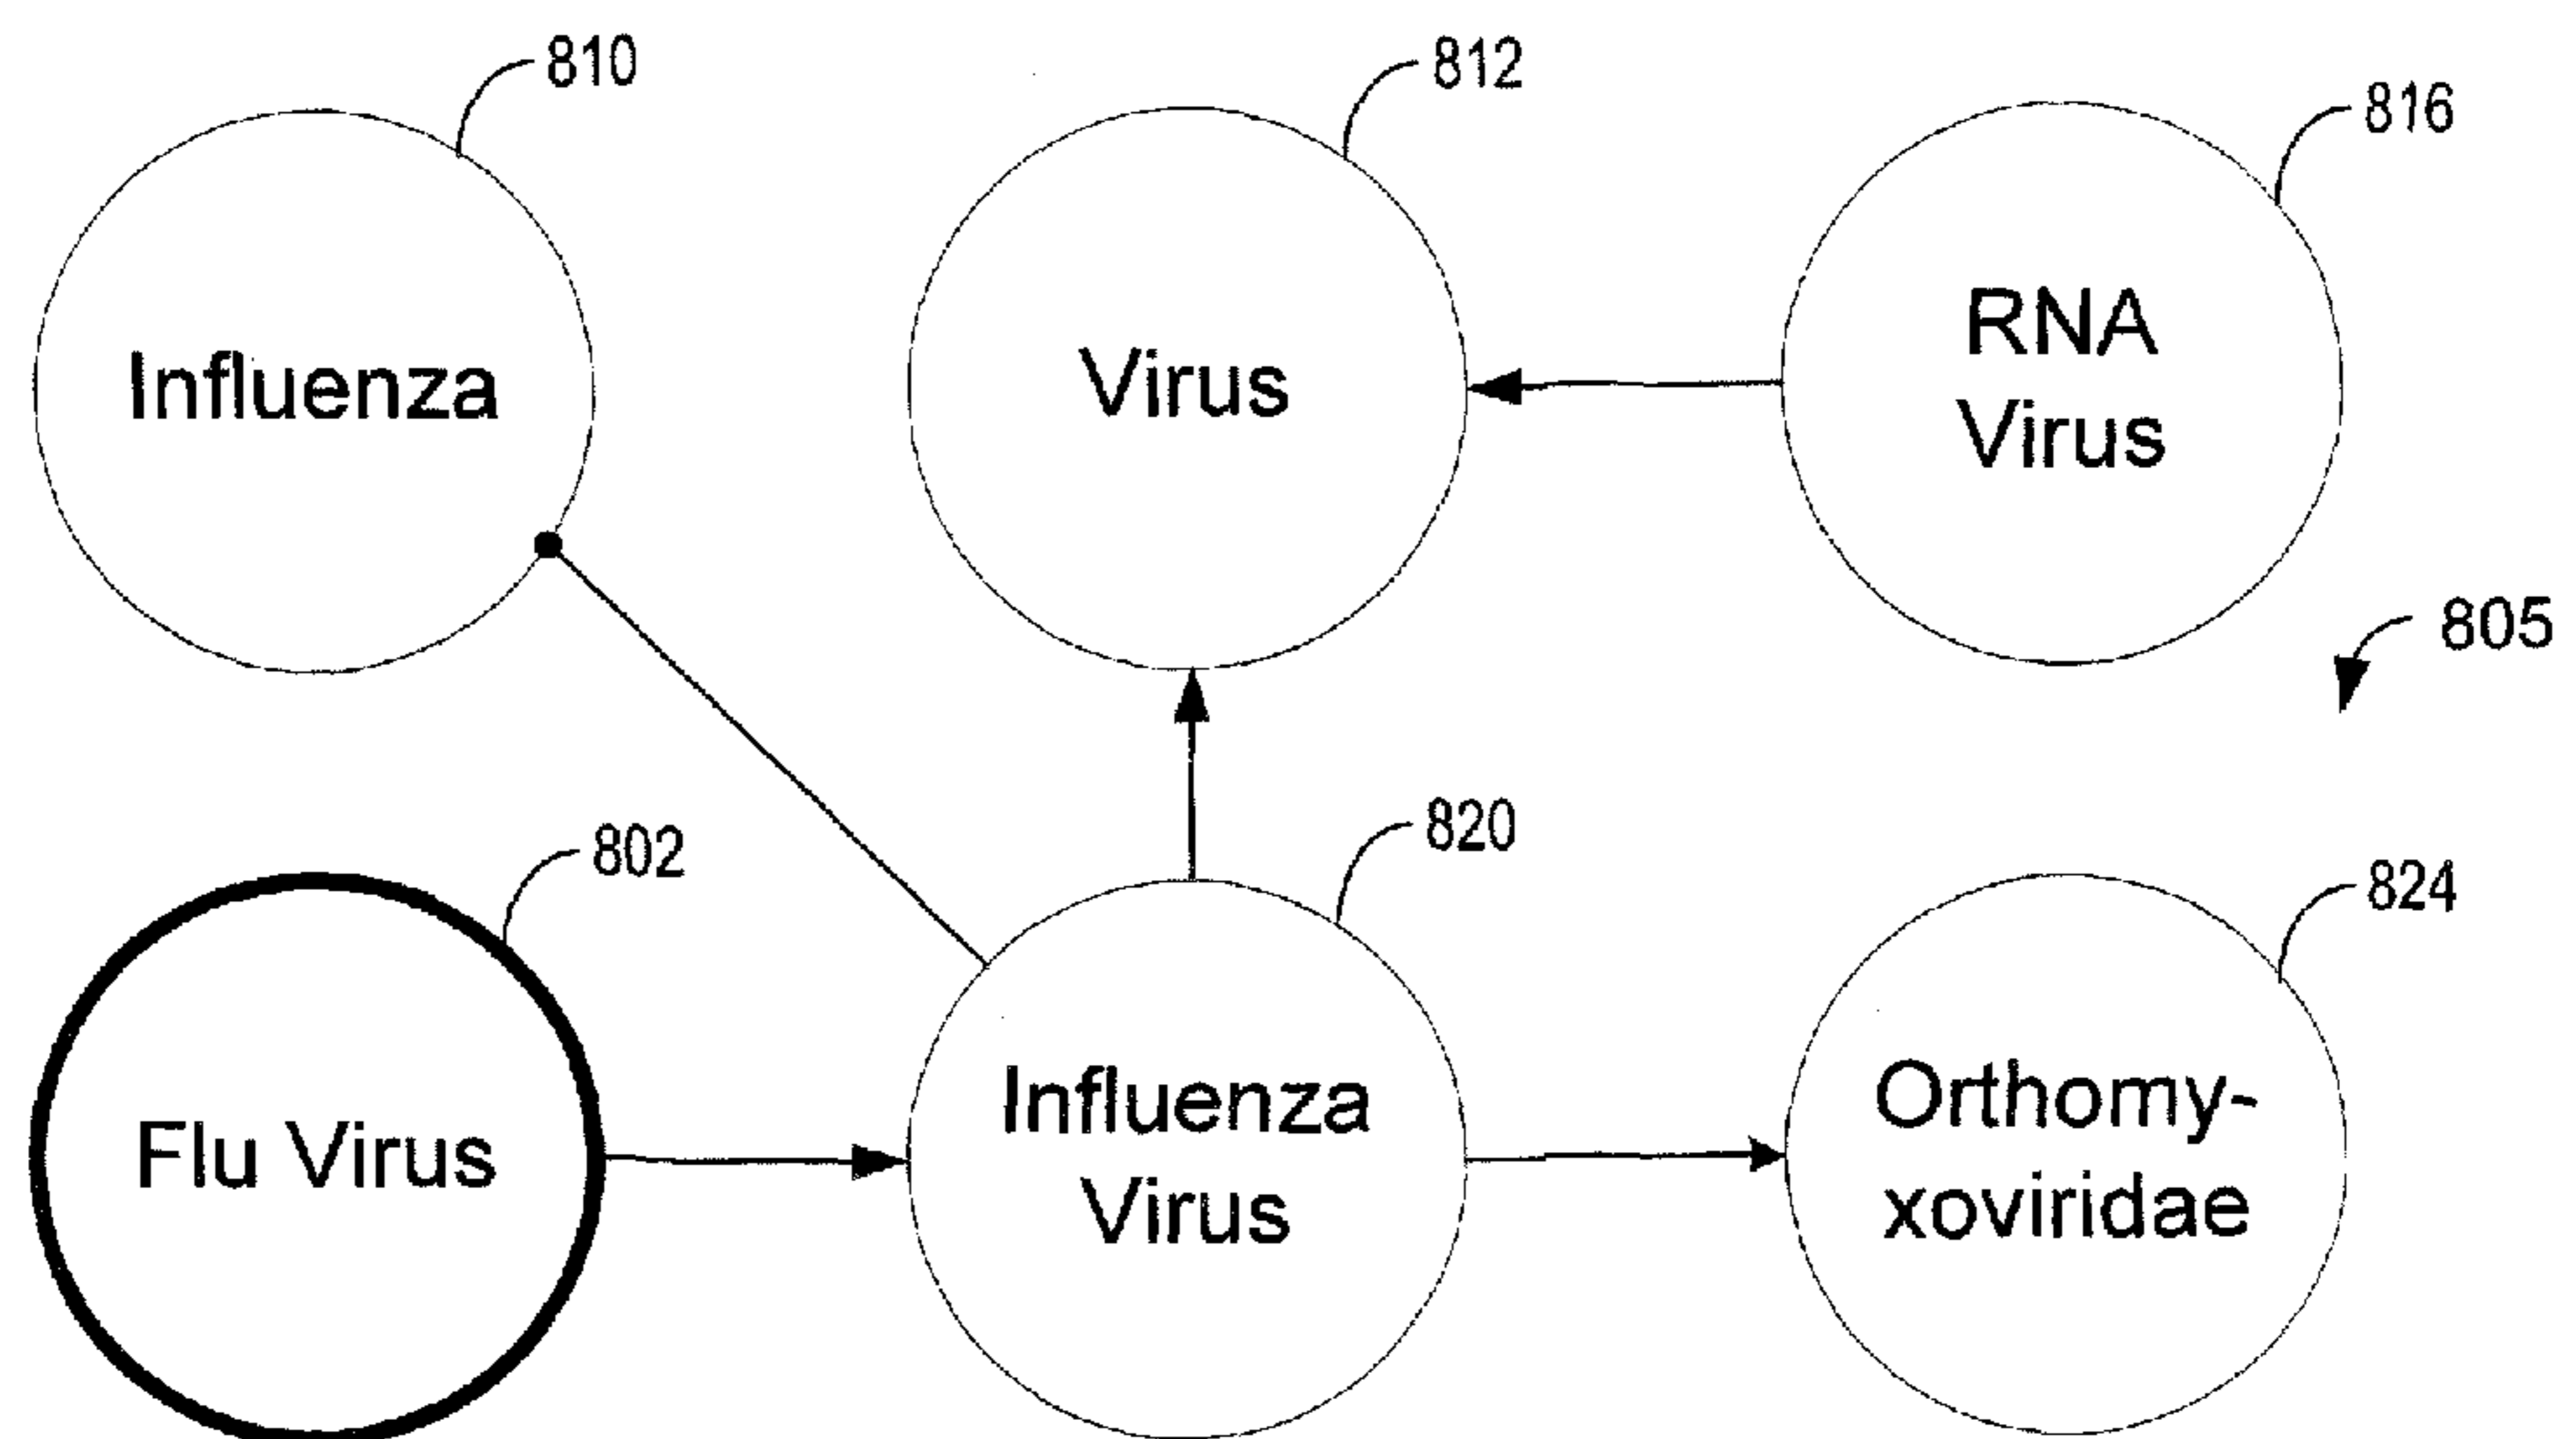 810
812
816
Influenza
Virus
RNA
Virus
805
802
820
824
Flu Virus
Influenza
Virus
Orthomy-
xoviridae